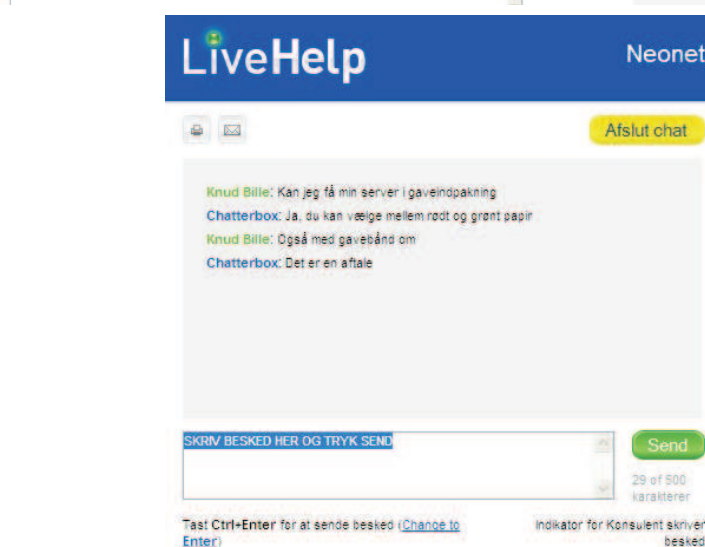 LiveHelp
Neonet
Afslut chat
Knud Bille: Kan jeg få min server i gaveindpakning
Chatterbox: Ja, du kan vælge mellem rødt og grønt papir
Knud Bille: Også med gavebånd om
Chatterbox: Det er en aftale
SKRIV BESKED HER OG TRYK SEND
Send
29 of 500
karakterer
Tast Ctrl+Enter for at sende besked (Change to
Enter)
Indikator for Konsulent skriver
besked